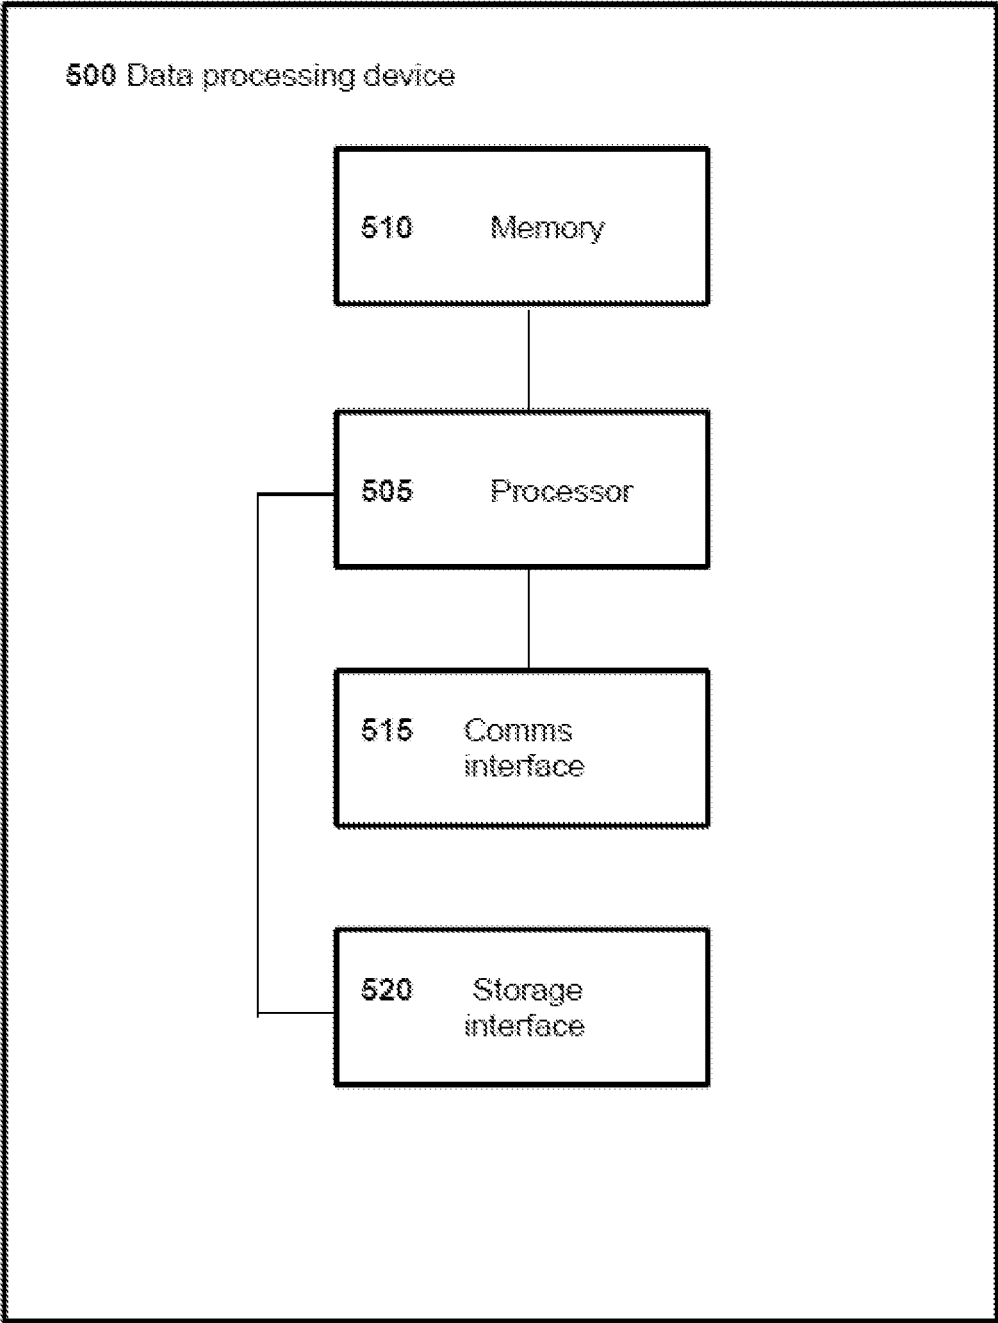 500 Data processing device
510 Memory
505 Processor
515 Comms
interface
520 Storage
interface